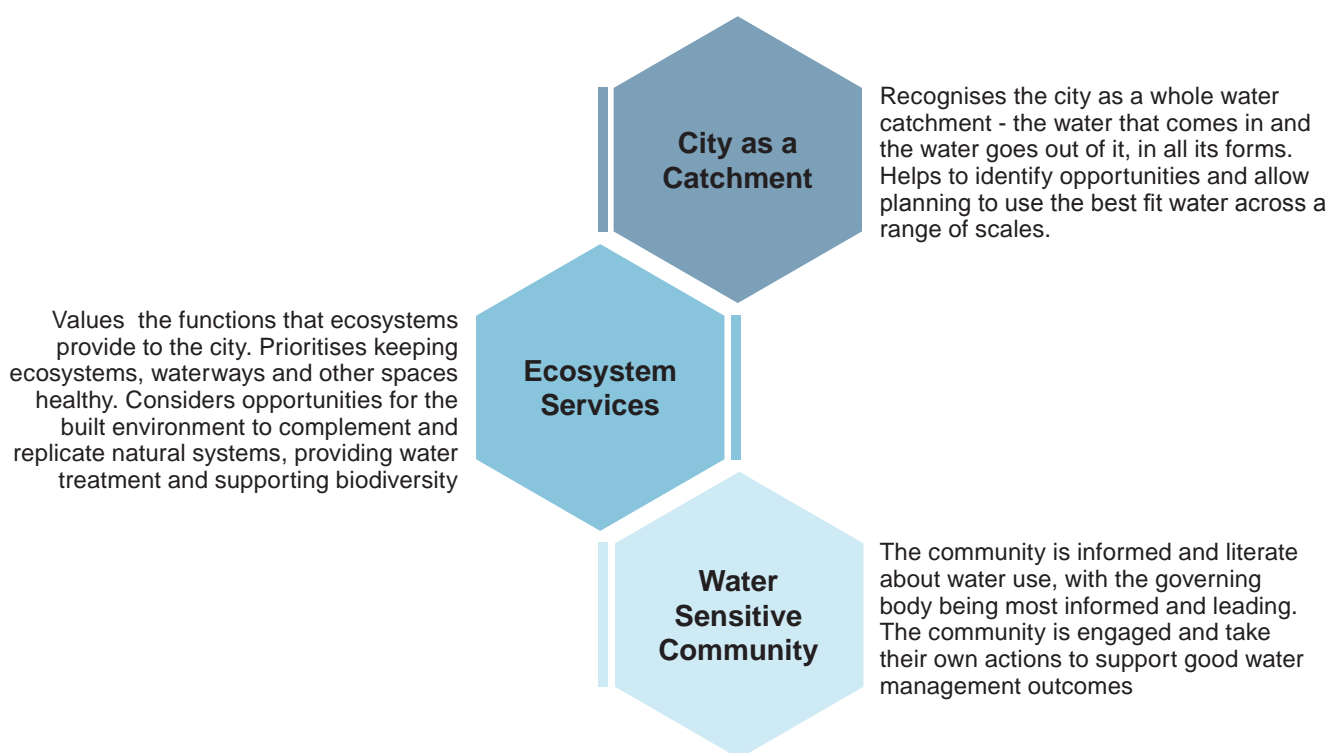 City as a
Catchment
Recognises the city as a whole water
catchment - the water that comes in and
the water goes out of it, in all its forms.
Helps to identify opportunities and allow
planning to use the best fit water across a
range of scales.
Values  the functions that ecosystems
provide to the city. Prioritises keeping
ecosystems, waterways and other spaces
healthy. Considers opportunities for the
built environment to complement and
replicate natural systems, providing water
treatment and supporting biodiversity
Ecosystem
Services
Water
Sensitive
Community
The community is informed and literate
about water use, with the governing
body being most informed and leading.
The community is engaged and take
their own actions to support good water
management outcomes